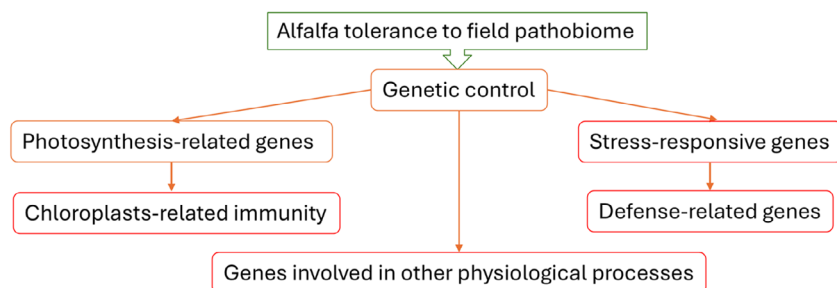 Alfalfa tolerance to field pathobiome
Genetic control
Photosynthesis-related genes
Stress-responsive genes
Chloroplasts-related immunity
Defense-related genes
Genes involved in other physiological processes